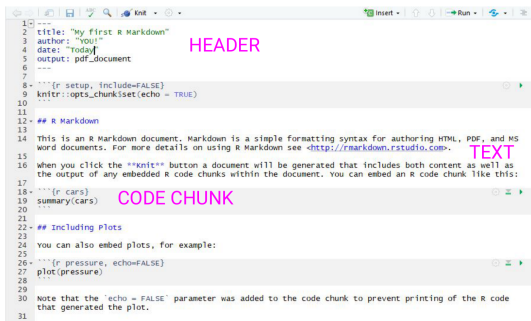 Knit
Insert
Run
1 ---
2 title: "My first R Markdown"
3 author: "YOU!"
4 date: "Today"
5 output: pdf_document
6 ---
HEADER
7
8 ```{r setup, include=FALSE}
9 knitr::opts_chunk$set(echo = TRUE)
10 ```
11
12 ## R Markdown
13
14 This is an R Markdown document. Markdown is a simple formatting syntax for authoring HTML, PDF, and MS
Word documents. For more details on using R Markdown see <http://rmarkdown.rstudio.com>.
TEXT
15
16 When you click the **Knit** button a document will be generated that includes both content as well as
the output of any embedded R code chunks within the document. You can embed an R code chunk like this:
17
18 ```{r cars}
19 summary(cars)
20 ```
CODE CHUNK
21
22 ## Including Plots
23
24 You can also embed plots, for example:
25
26 ```{r pressure, echo=FALSE}
27 plot(pressure)
28 ```
29
30 Note that the `echo = FALSE` parameter was added to the code chunk to prevent printing of the R code
that generated the plot.
31